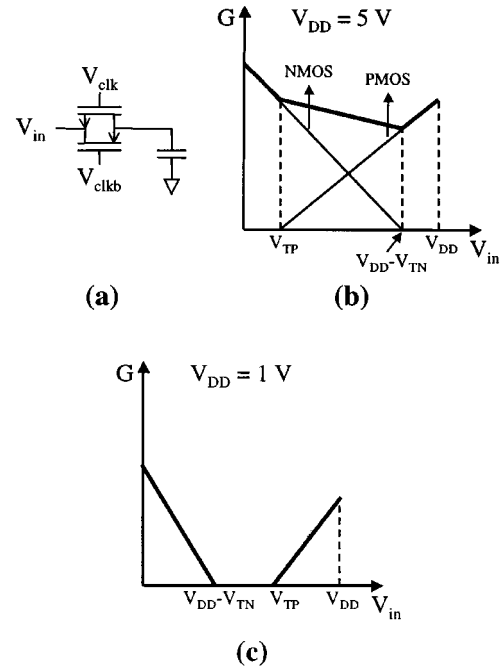 G
V_DD = 5 V
NMOS
PMOS
V_clk
V_in
V_clkb
V_TP
V_DD
V_DD-V_TN
V_in
(a)
(b)
G
V_DD = 1 V
V_DD-V_TN
V_TP
V_DD
V_in
(c)